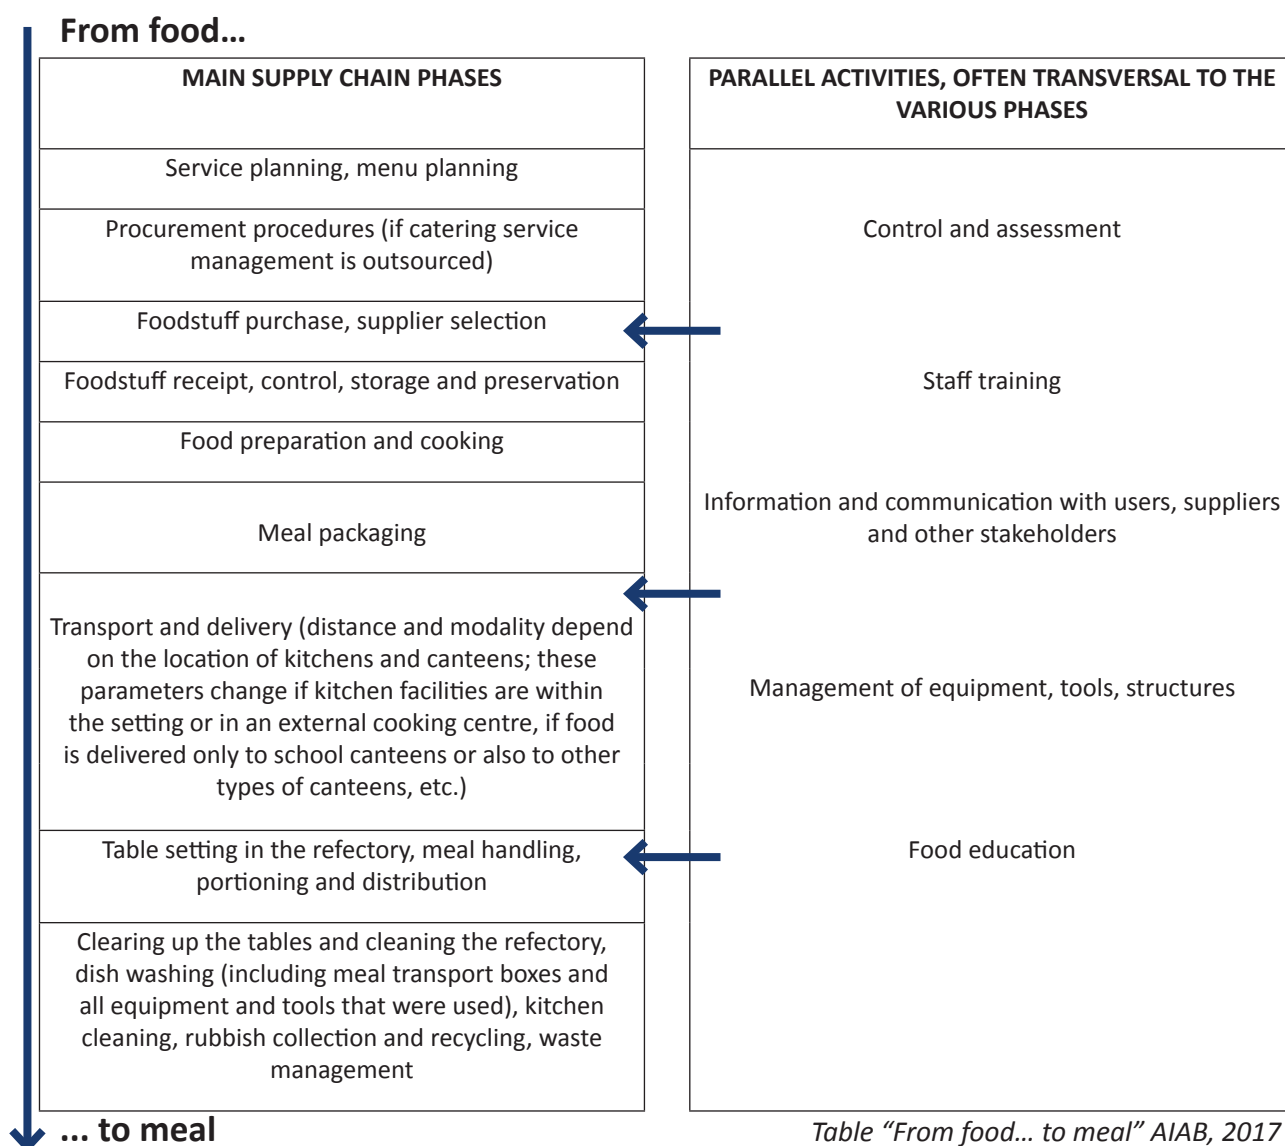 From food...
MAIN SUPPLY CHAIN PHASES
Service planning, menu planning
Procurement procedures (if catering service
management is outsourced)
Foodstuff purchase, supplier selection
Foodstuff receipt, control, storage and preservation
Food preparation and cooking
Meal packaging
Transport and delivery (distance and modality depend
on the location of kitchens and canteens; these
parameters change if kitchen facilities are within
the setting or in an external cooking centre, if food
is delivered only to school canteens or also to other
types of canteens, etc.)
Table setting in the refectory, meal handling,
portioning and distribution
Clearing up the tables and cleaning the refectory,
dish washing (including meal transport boxes and
all equipment and tools that were used), kitchen
cleaning, rubbish collection and recycling, waste
management
... to meal
PARALLEL ACTIVITIES, OFTEN TRANSVERSAL TO THE
VARIOUS PHASES
Control and assessment
Staff training
Information and communication with users, suppliers
and other stakeholders
Management of equipment, tools, structures
Food education
Table “From food... to meal” AIAB, 2017